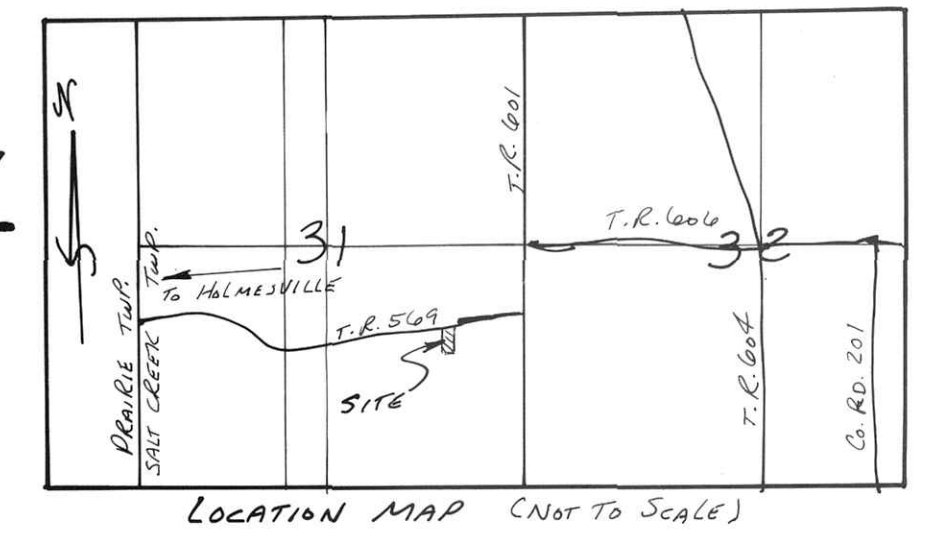 N
S
PRAIRIE TWP.
SALT CREEK TWP.
31
TO HOLMESVILLE
T.R. 569
SITE
T.R. 601
T.R. 606
32
T.R. 604
CO. RD. 201
LOCATION MAP (NOT TO SCALE)